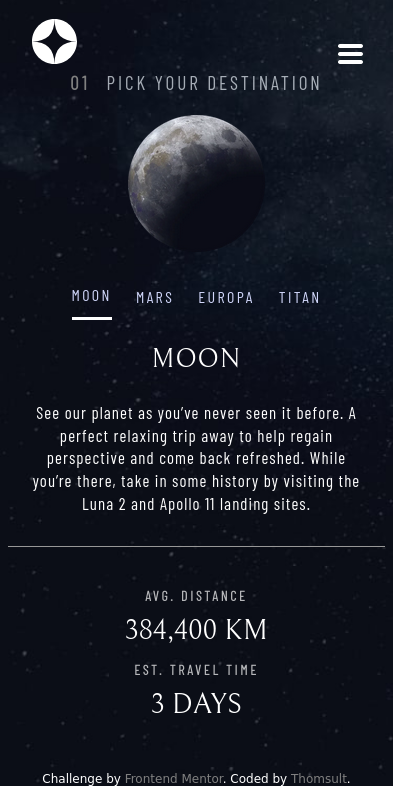 01 PICK YOUR DESTINATION
MOON MARS EUROPA TITAN
MOON
See our planet as you’ve never seen it before. A
perfect relaxing trip away to help regain
perspective and come back refreshed. While
you’re there, take in some history by visiting the
Luna 2 and Apollo 11 landing sites.
AVG. DISTANCE
384,400 KM
EST. TRAVEL TIME
3 DAYS
Challenge by Frontend Mentor. Coded by Thômsult.